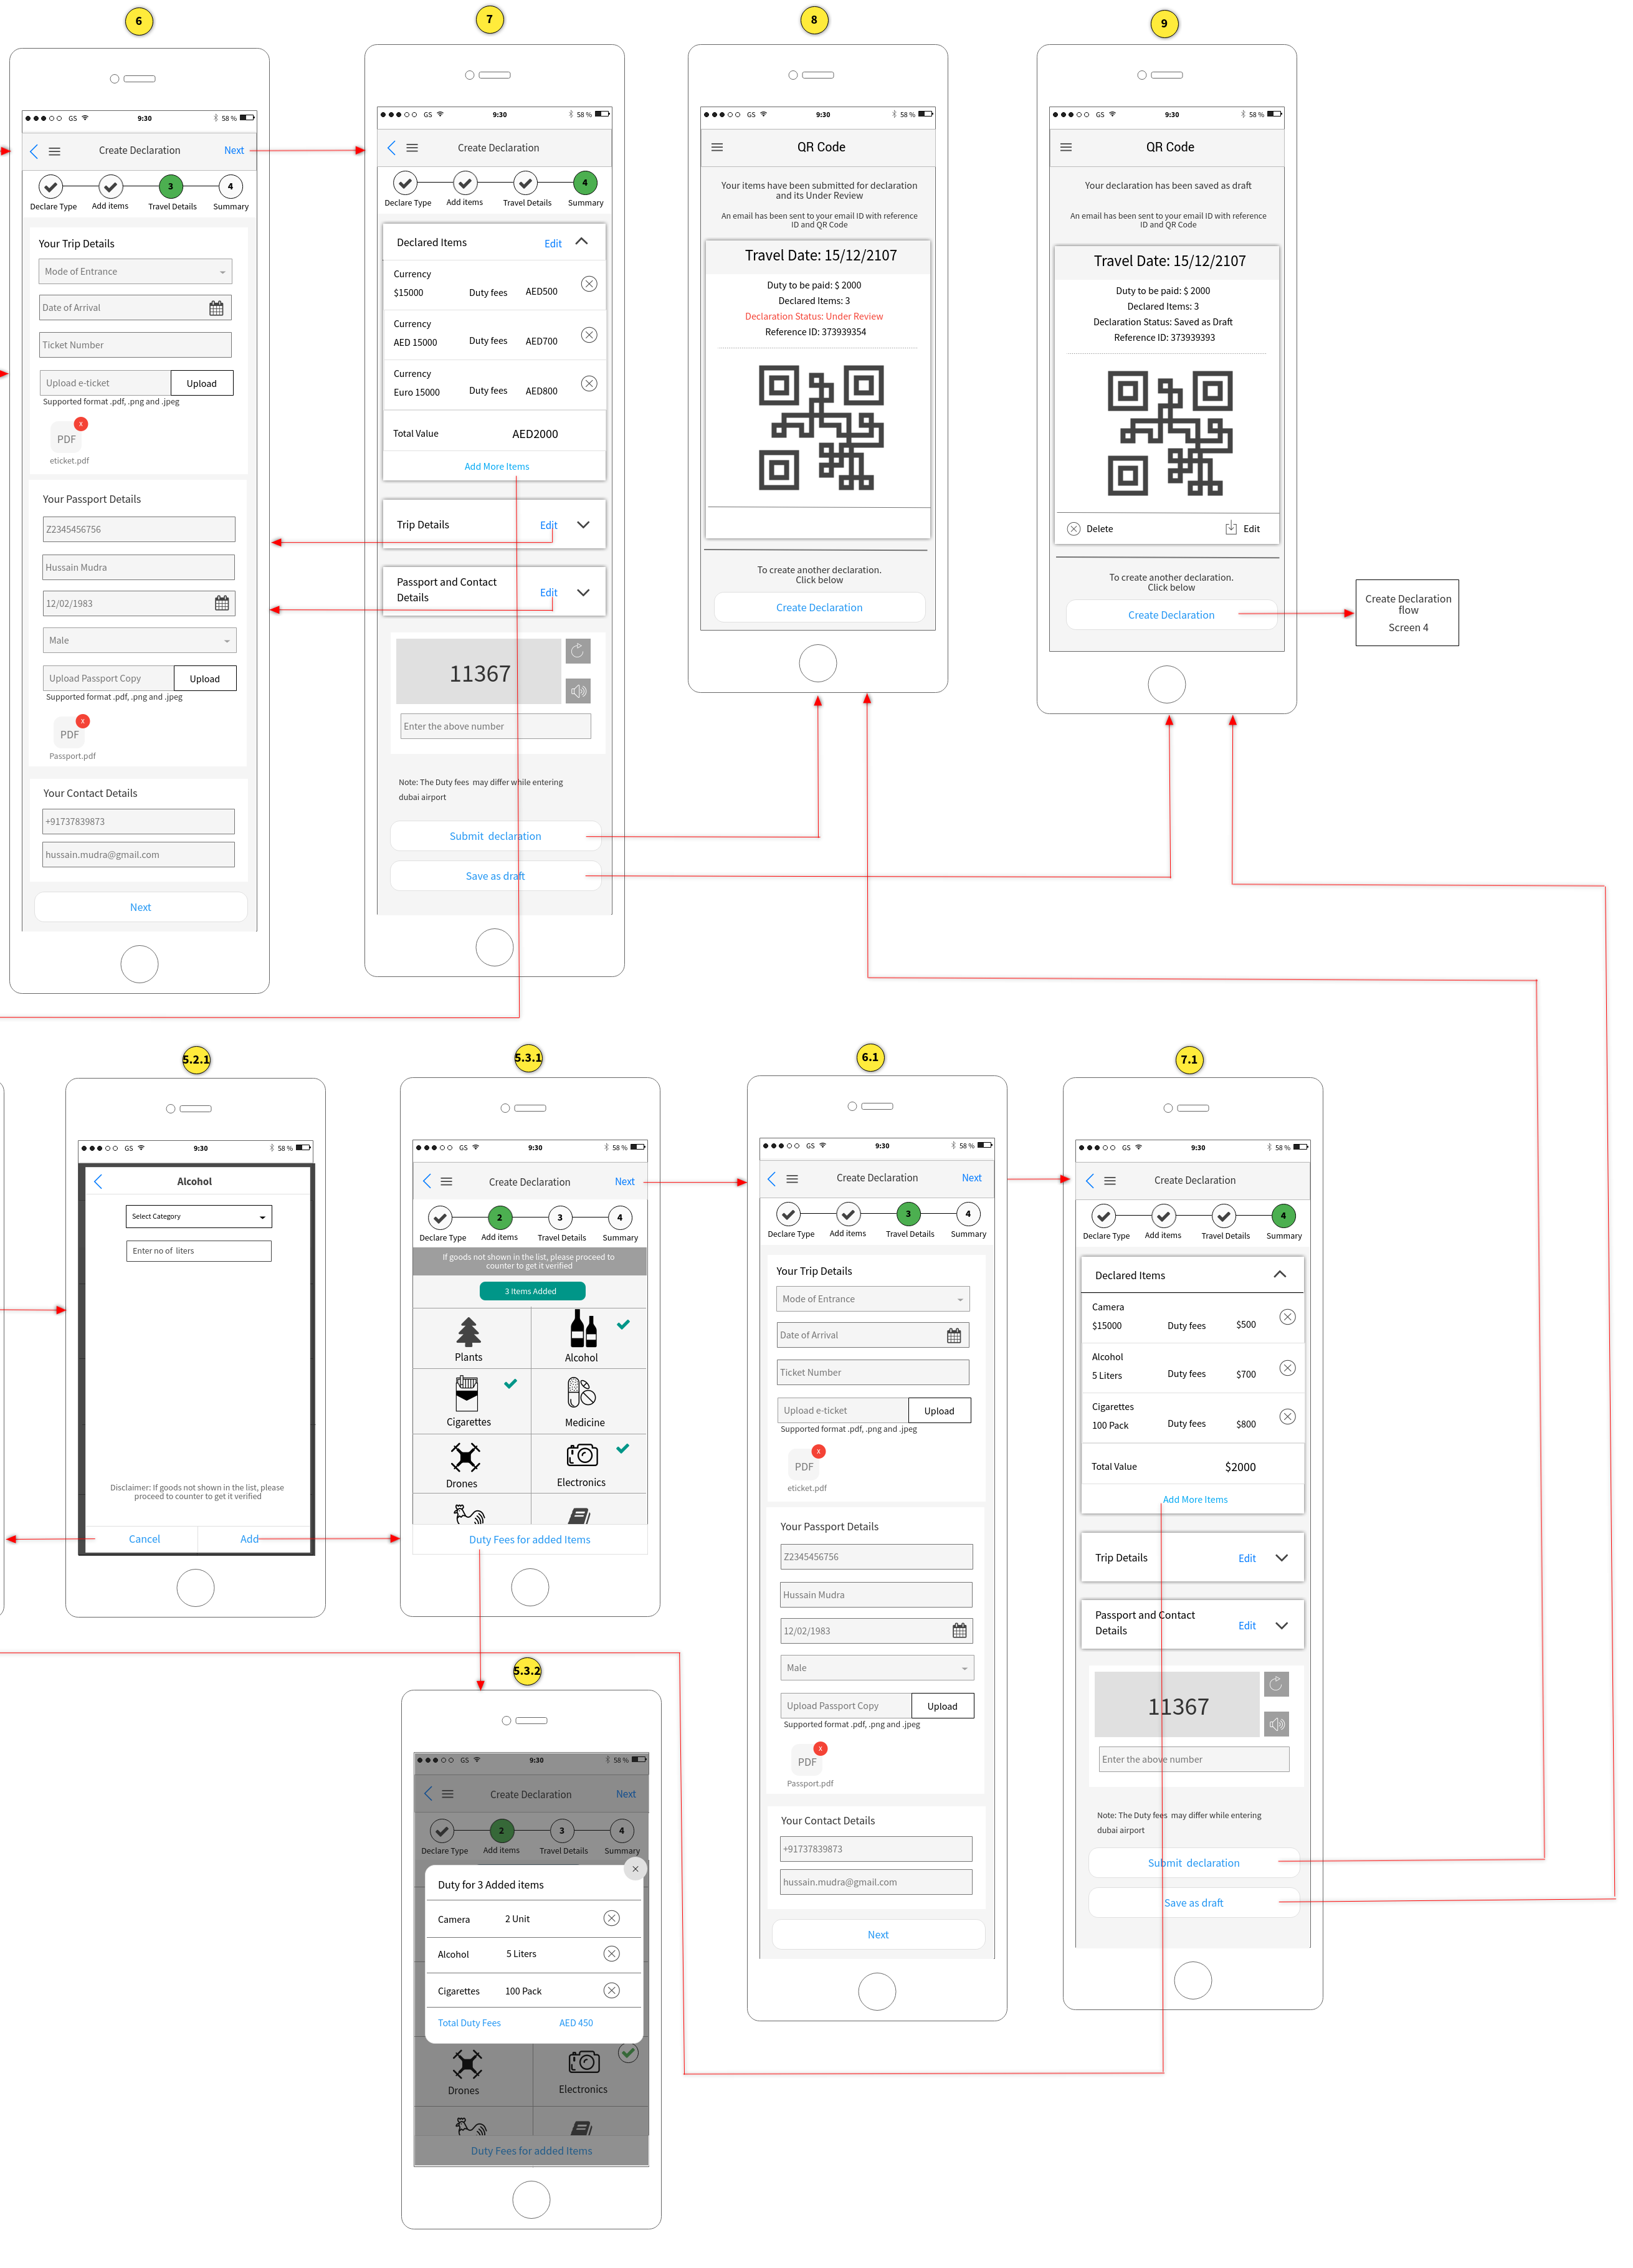 6
GS
9:30
58 %
Create Declaration
Next
3
4
Declare Type
Add items
Travel Details
Summary
Your Trip Details
Mode of Entrance
Date of Arrival
Ticket Number
Upload e-ticket
Upload
Supported format .pdf, .png and .jpeg
x
PDF
eticket.pdf
Your Passport Details
Z2345456756
Hussain Mudra
12/02/1983
Male
Upload Passport Copy
Upload
Supported format .pdf, .png and .jpeg
x
PDF
Passport.pdf
Your Contact Details
+91737839873
hussain.mudra@gmail.com
Next
7
GS
9:30
58 %
Create Declaration
4
Declare Type
Add items
Travel Details
Summary
Declared Items
Edit
Currency
$15000
Duty fees
AED500
Currency
AED 15000
Duty fees
AED700
Currency
Euro 15000
Duty fees
AED800
Total Value
AED2000
Add More Items
Trip Details
Edit
Passport and Contact
Details
Edit
11367
Enter the above number
Note: The Duty fees may differ while entering
dubai airport
Submit declaration
Save as draft
8
GS
9:30
58 %
QR Code
Your items have been submitted for declaration
and its Under Review
An email has been sent to your email ID with reference
ID and QR Code
Travel Date: 15/12/2107
Duty to be paid: $ 2000
Declared Items: 3
Declaration Status: Under Review
Reference ID: 373939354
To create another declaration.
Click below
Create Declaration
9
GS
9:30
58 %
QR Code
Your declaration has been saved as draft
An email has been sent to your email ID with reference
ID and QR Code
Travel Date: 15/12/2107
Duty to be paid: $ 2000
Declared Items: 3
Declaration Status: Saved as Draft
Reference ID: 373939393
Delete
Edit
To create another declaration.
Click below
Create Declaration
Create Declaration
flow
Screen 4
5.2.1
GS
9:30
58 %
Alcohol
Select Category
Enter no of liters
Disclaimer: If goods not shown in the list, please
proceed to counter to get it verified
Cancel
Add
5.3.1
GS
9:30
58 %
Create Declaration
Next
2
3
4
Declare Type
Add items
Travel Details
Summary
If goods not shown in the list, please proceed to
counter to get it verified
3 Items Added
Plants
Alcohol
Cigarettes
Medicine
Drones
Electronics
Duty Fees for added Items
5.3.2
GS
9:30
58 %
Create Declaration
Next
2
3
4
Declare Type
Add items
Travel Details
Summary
Duty for 3 Added items
Camera
2 Unit
Alcohol
5 Liters
Cigarettes
100 Pack
Total Duty Fees
AED 450
Drones
Electronics
Duty Fees for added Items
6.1
GS
9:30
58 %
Create Declaration
Next
3
4
Declare Type
Add items
Travel Details
Summary
Your Trip Details
Mode of Entrance
Date of Arrival
Ticket Number
Upload e-ticket
Upload
Supported format .pdf, .png and .jpeg
x
PDF
eticket.pdf
Your Passport Details
Z2345456756
Hussain Mudra
12/02/1983
Male
Upload Passport Copy
Upload
Supported format .pdf, .png and .jpeg
x
PDF
Passport.pdf
Your Contact Details
+91737839873
hussain.mudra@gmail.com
Next
7.1
GS
9:30
58 %
Create Declaration
4
Declare Type
Add items
Travel Details
Summary
Declared Items
Camera
$15000
Duty fees
$500
Alcohol
5 Liters
Duty fees
$700
Cigarettes
100 Pack
Duty fees
$800
Total Value
$2000
Add More Items
Trip Details
Edit
Passport and Contact
Details
Edit
11367
Enter the above number
Note: The Duty fees may differ while entering
dubai airport
Submit declaration
Save as draft